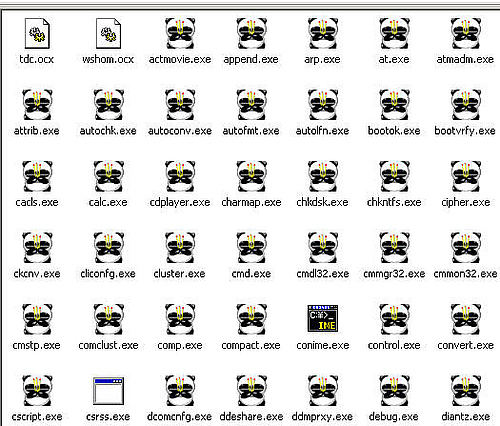 tdc.ocx wshom.ocx actmovie.exe append.exe arp.exe at.exe atmadm.exe
attrib.exe autochk.exe autoconv.exe autofmt.exe autolfn.exe bootok.exe bootvrfy.exe
cacls.exe calc.exe cdplayer.exe charmap.exe chkdsk.exe chkntfs.exe cipher.exe
ckcnv.exe cliconfg.exe cluster.exe cmd.exe cmdl32.exe cmmgr32.exe cmmon32.exe
C:¥>_
IME
cmstp.exe comclust.exe comp.exe compact.exe conime.exe control.exe convert.exe
cscript.exe csrss.exe dcomcnfg.exe ddeshare.exe ddmprxy.exe debug.exe diantz.exe